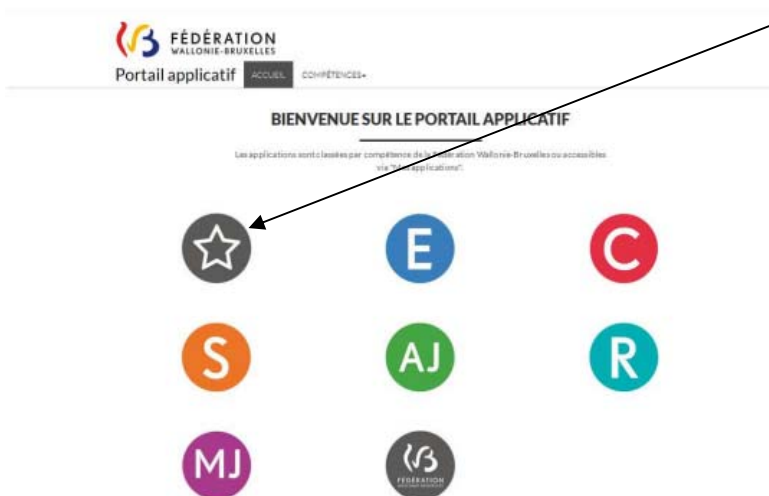 FÉDÉRATION
WALLONIE-BRUXELLES
Portail applicatif ACCUEIL COMPÉTENCES
BIENVENUE SUR LE PORTAIL APPLICATIF
Les applications sont classées par compétence de la Fédération Wallonie-Bruxelles ou accessibles
via "Mes applications".
E
C
S
AJ
R
MJ
FÉDÉRATION